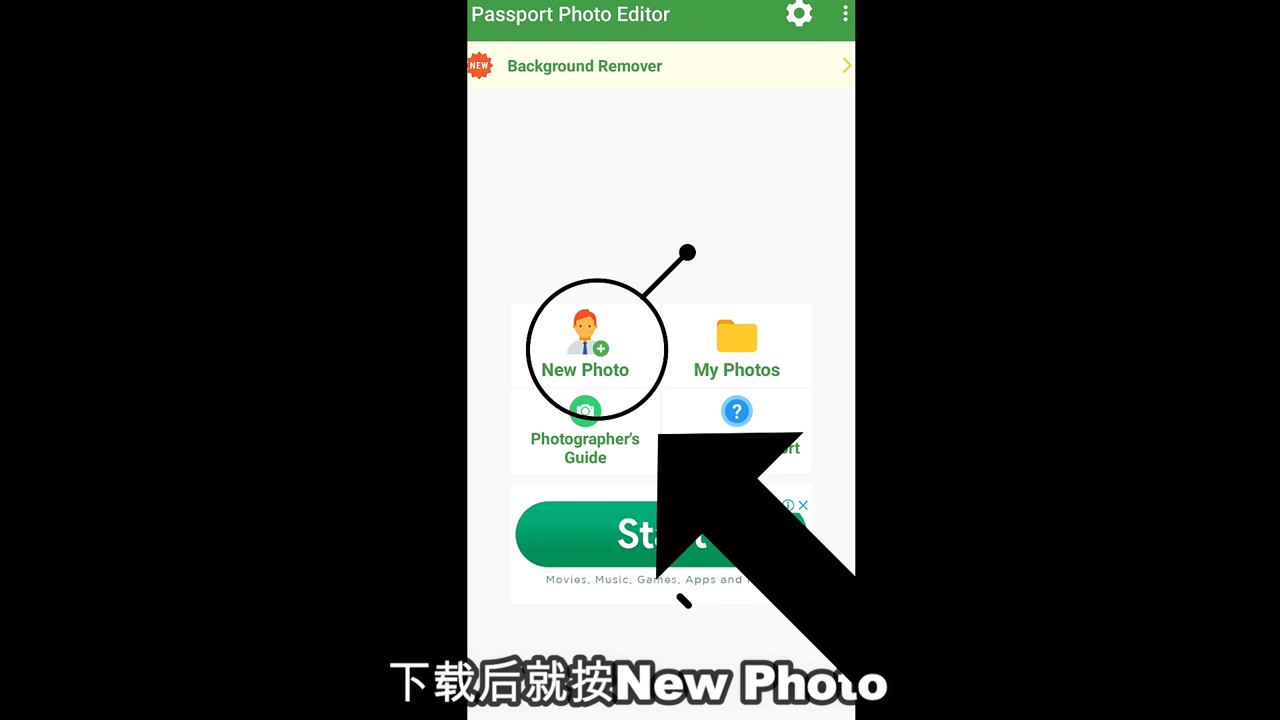 Passport Photo Editor
NEW
Background Remover
New Photo
My Photos
Photographer's
Guide
?
Movies, Music, Games, Apps and
下载后就按New Photo